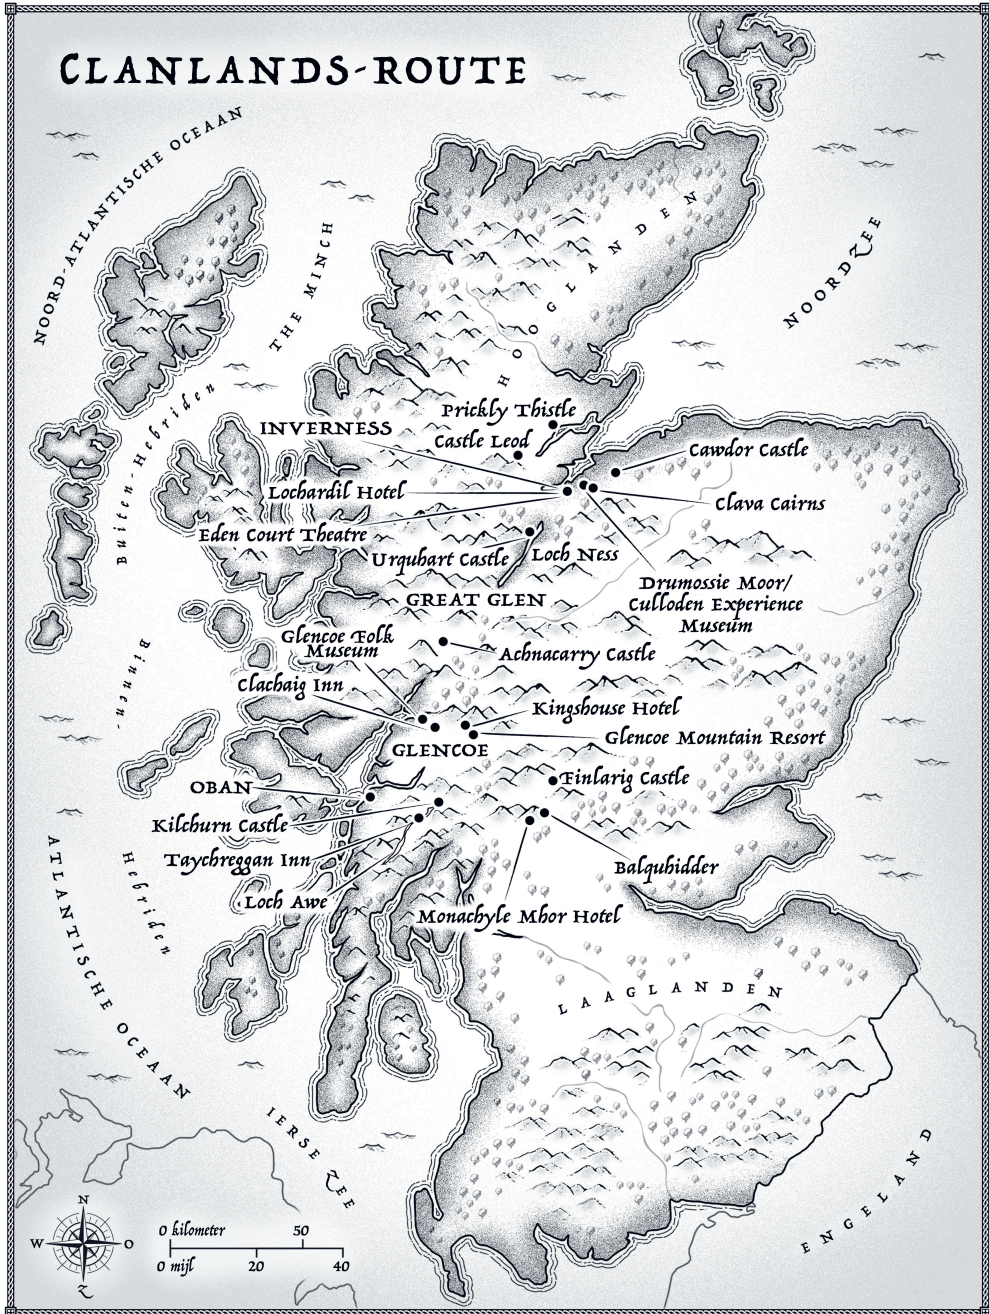 CLANLANDS-ROUTE
NOORD-ATLANTISCHE OCEAAN
THE MINCH
HOOGLANDEN
NOORDZEE
Buiten-Hebriden
Prickly Thistle
INVERNESS
Castle Leod
Cawdor Castle
Lochardil Hotel
Clava Cairns
Eden Court Theatre
Urquhart Castle
Loch Ness
Drumossie Moor/
Culloden Experience
Museum
GREAT GLEN
Glencoe Folk
Museum
Achnacarry Castle
Binnen-
Clachaig Inn
Kingshouse Hotel
Glencoe Mountain Resort
GLENCOE
Finlarig Castle
OBAN
Kilchurn Castle
Taychreggan Inn
Balquhidder
Hebriden
Loch Awe
Monachyle Mhor Hotel
ATLANTISCHE OCEAAN
LAAGLANDEN
IERSE ZEE
ENGELAND
N
W
O
Z
0 kilometer 50
0 mijl 20 40